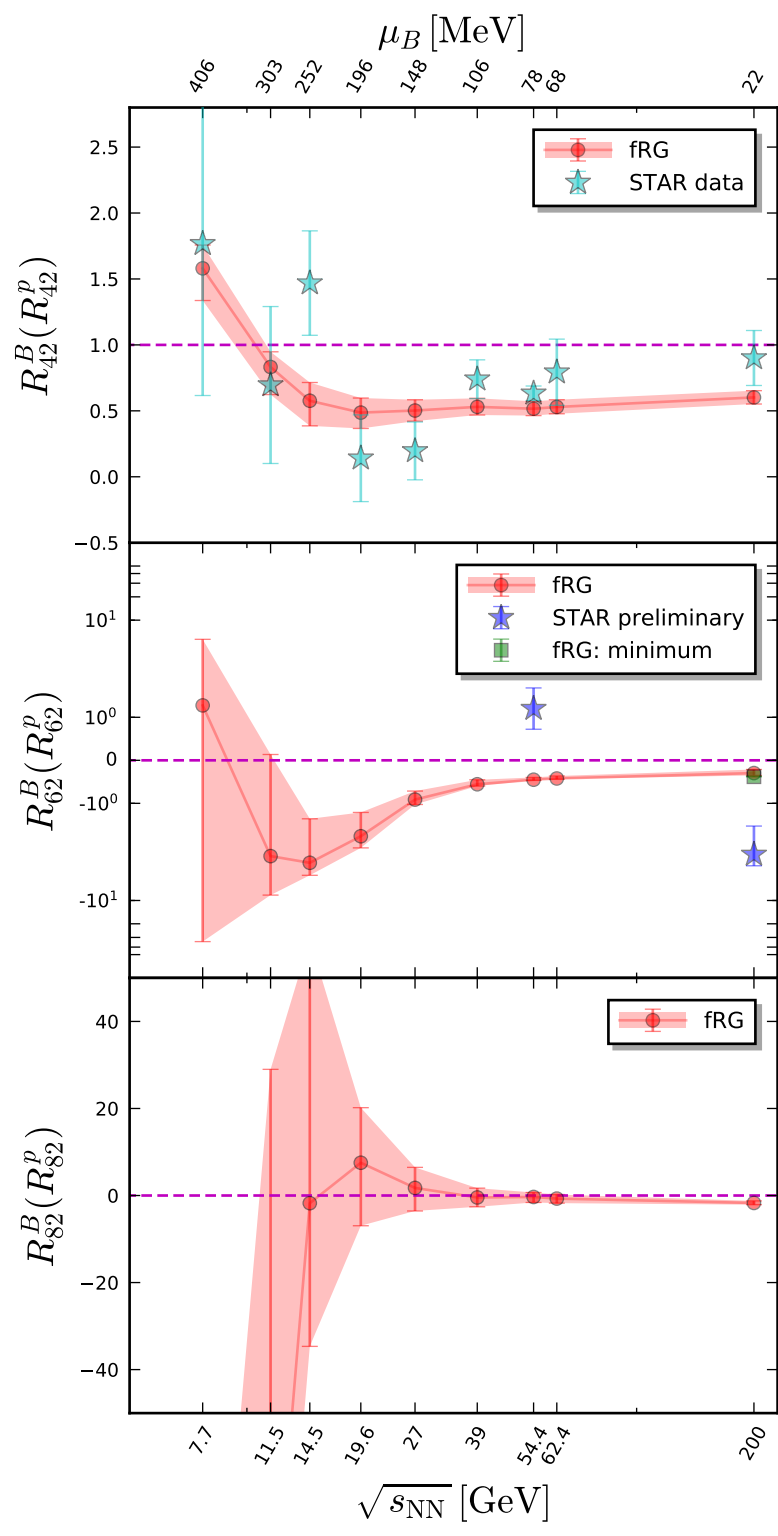 μ_B [MeV]
406 303 252 196 148 106 78 68 22
R^B_42(R^p_42)
2.5
2.0
1.5
1.0
0.5
0.0
−0.5
fRG
STAR data
R^B_62(R^p_62)
10^1
10^0
0
-10^0
-10^1
fRG
STAR preliminary
fRG: minimum
R^B_82(R^p_82)
40
20
0
−20
−40
fRG
7.7 11.5 14.5 19.6 27 39 54.4 62.4 200
√s_NN [GeV]